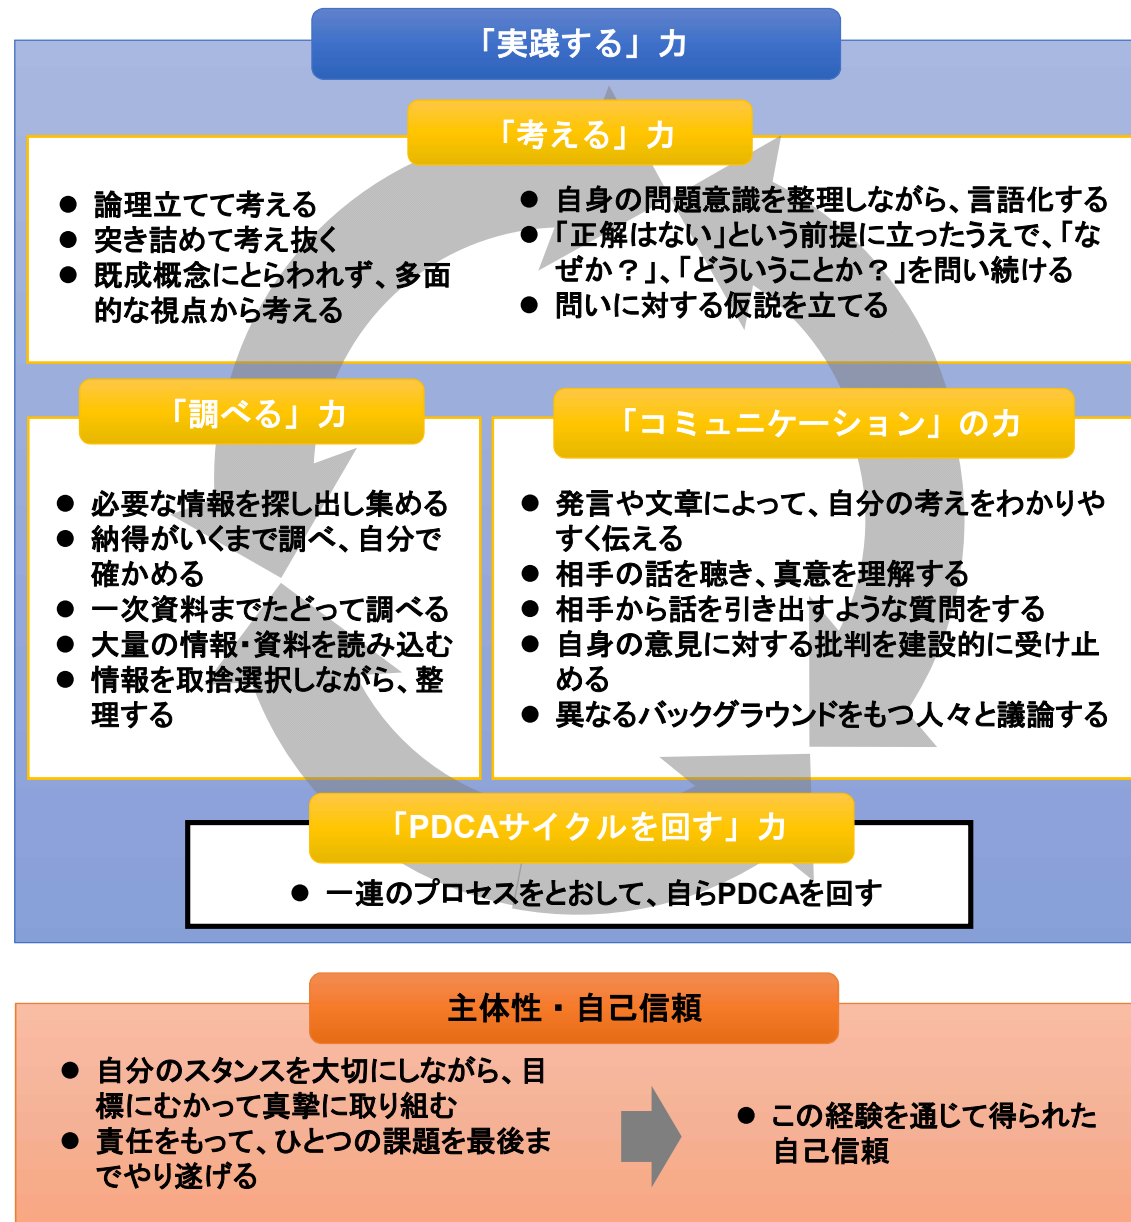 「実践する」力
「考える」力
● 論理立てて考える
● 突き詰めて考え抜く
● 既成概念にとらわれず、多面
的な視点から考える
● 自身の問題意識を整理しながら、言語化する
● 「正解はない」という前提に立ったうえで、「な
ぜか？」、「どういうことか？」を問い続ける
● 問いに対する仮説を立てる
「調べる」力
● 必要な情報を探し出し集める
● 納得がいくまで調べ、自分で
確かめる
● 一次資料までたどって調べる
● 大量の情報・資料を読み込む
● 情報を取捨選択しながら、整
理する
「コミュニケーション」の力
● 発言や文章によって、自分の考えをわかりや
すく伝える
● 相手の話を聴き、真意を理解する
● 相手から話を引き出すような質問をする
● 自身の意見に対する批判を建設的に受け止
める
● 異なるバックグラウンドをもつ人々と議論する
「PDCAサイクルを回す」力
● 一連のプロセスをとおして、自らPDCAを回す
主体性・自己信頼
● 自分のスタンスを大切にしながら、目
標にむかって真摯に取り組む
● 責任をもって、ひとつの課題を最後ま
でやり遂げる
● この経験を通じて得られた
自己信頼